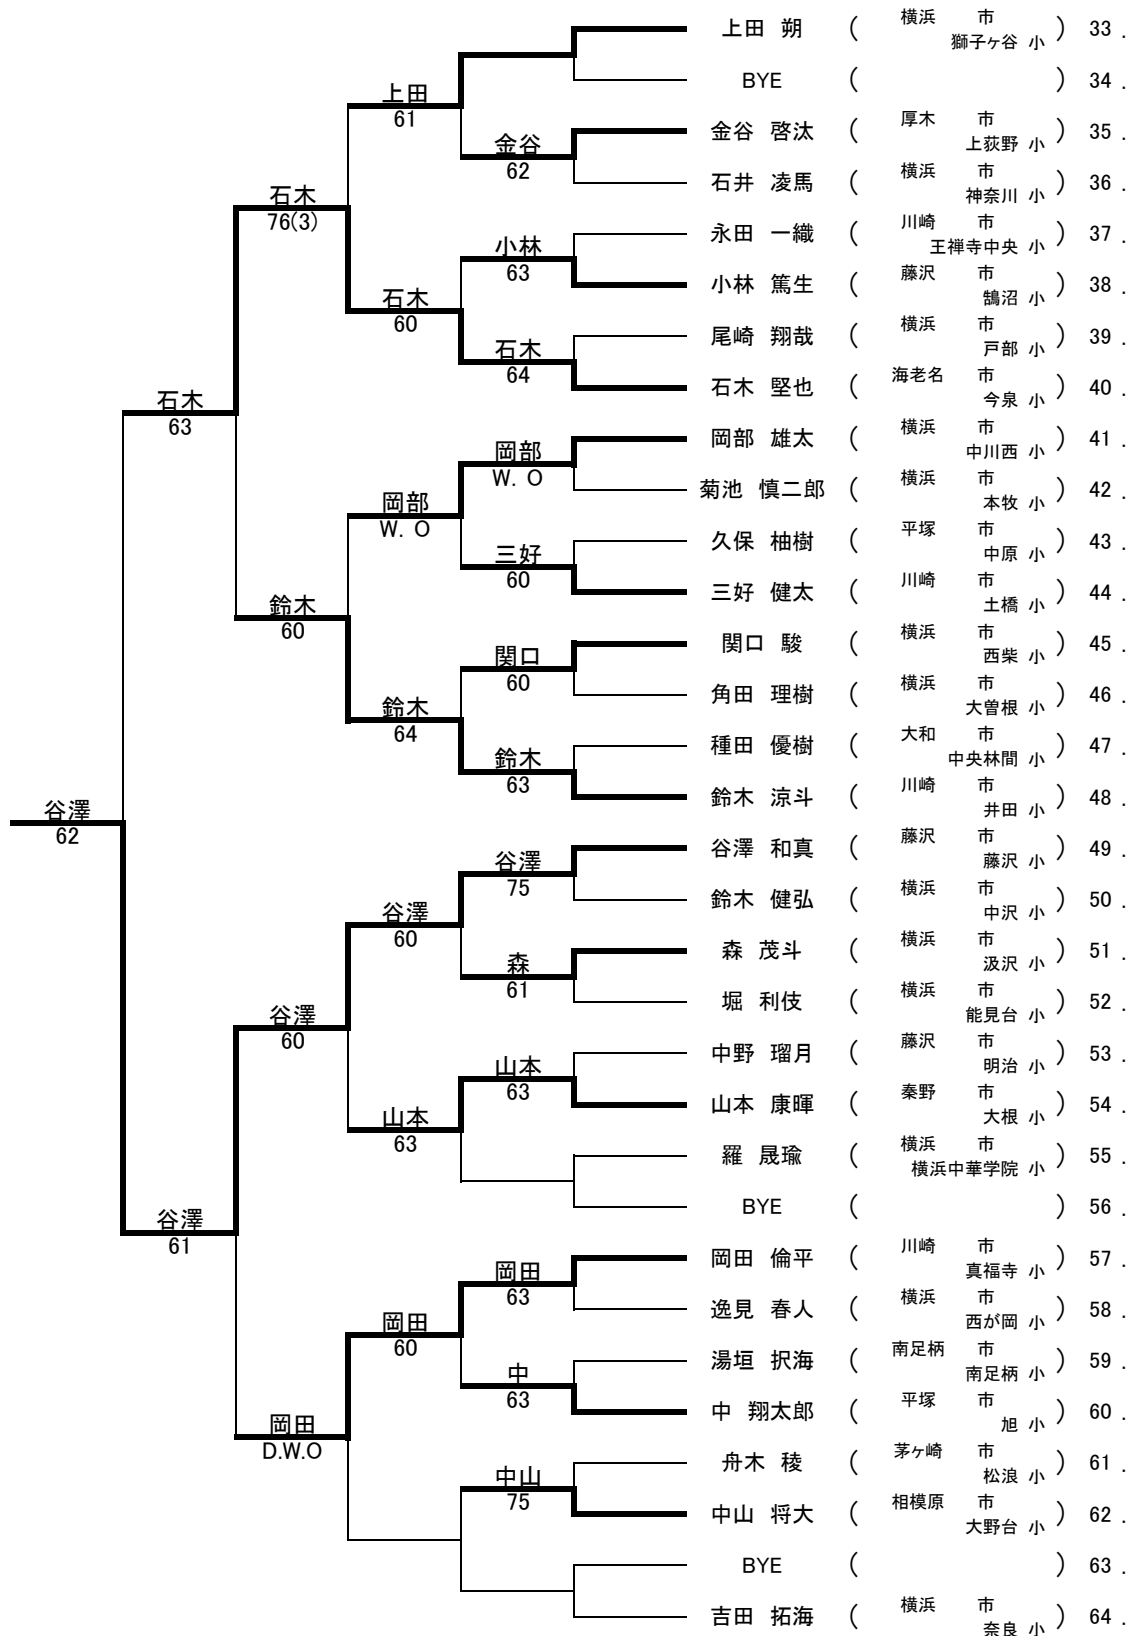 上田 朔 ( 横浜 市 獅子ヶ谷 小 ) 33 .
BYE ( ) 34 .
上田
61
金谷 啓汰 ( 厚木 市 上荻野 小 ) 35 .
金谷
62
石井 凌馬 ( 横浜 市 神奈川 小 ) 36 .
石木
76(3)
永田 一織 ( 川崎 市 王禅寺中央 小 ) 37 .
小林
63
小林 篤生 ( 藤沢 市 鵠沼 小 ) 38 .
石木
60
尾崎 翔哉 ( 横浜 市 戸部 小 ) 39 .
石木
64
石木 堅也 ( 海老名 市 今泉 小 ) 40 .
石木
63
岡部 雄太 ( 横浜 市 中川西 小 ) 41 .
岡部
W. O
菊池 慎二郎 ( 横浜 市 本牧 小 ) 42 .
岡部
W. O
久保 柚樹 ( 平塚 市 中原 小 ) 43 .
三好
60
三好 健太 ( 川崎 市 土橋 小 ) 44 .
鈴木
60
関口 駿 ( 横浜 市 西柴 小 ) 45 .
関口
60
角田 理樹 ( 横浜 市 大曽根 小 ) 46 .
鈴木
64
種田 優樹 ( 大和 市 中央林間 小 ) 47 .
鈴木
63
鈴木 涼斗 ( 川崎 市 井田 小 ) 48 .
谷澤
62
谷澤 和真 ( 藤沢 市 藤沢 小 ) 49 .
谷澤
75
鈴木 健弘 ( 横浜 市 中沢 小 ) 50 .
谷澤
60
森 茂斗 ( 横浜 市 汲沢 小 ) 51 .
森
61
堀 利伎 ( 横浜 市 能見台 小 ) 52 .
谷澤
60
中野 瑠月 ( 藤沢 市 明治 小 ) 53 .
山本
63
山本 康暉 ( 秦野 市 大根 小 ) 54 .
山本
63
羅 晟瑜 ( 横浜 市 横浜中華学院 小 ) 55 .
BYE ( ) 56 .
谷澤
61
岡田 倫平 ( 川崎 市 真福寺 小 ) 57 .
岡田
63
逸見 春人 ( 横浜 市 西が岡 小 ) 58 .
岡田
60
湯垣 択海 ( 南足柄 市 南足柄 小 ) 59 .
中
63
中 翔太郎 ( 平塚 市 旭 小 ) 60 .
岡田
D.W.O
舟木 稜 ( 茅ヶ崎 市 松浪 小 ) 61 .
中山
75
中山 将大 ( 相模原 市 大野台 小 ) 62 .
BYE ( ) 63 .
吉田 拓海 ( 横浜 市 奈良 小 ) 64 .